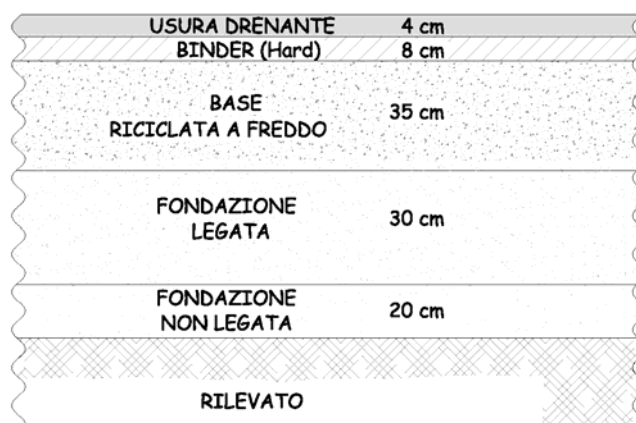 USURA DRENANTE 4 cm
BINDER (Hard) 8 cm
BASE
RICICLATA A FREDDO 35 cm
FONDAZIONE
LEGATA 30 cm
FONDAZIONE
NON LEGATA 20 cm
RILEVATO